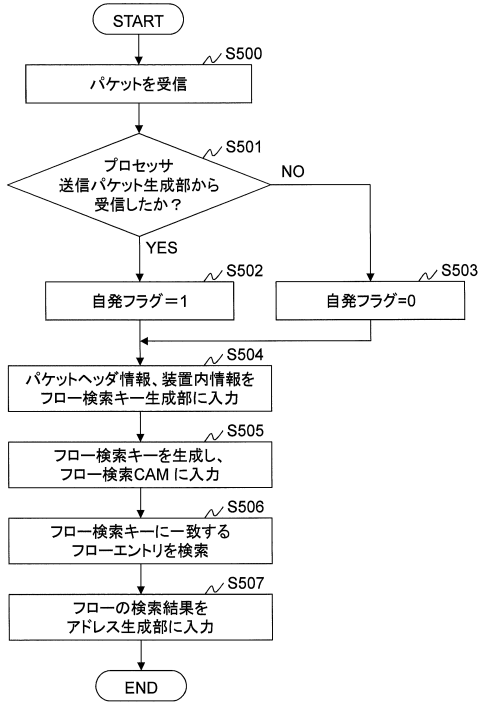 START
S500
パケットを受信
S501
プロセッサ
送信パケット生成部から
受信したか？
NO
YES
S502
自発フラグ＝1
S503
自発フラグ=0
S504
パケットヘッダ情報、装置内情報を
フロー検索キー生成部に入力
S505
フロー検索キーを生成し、
フロー検索CAM に入力
S506
フロー検索キーに一致する
フローエントリを検索
S507
フローの検索結果を
アドレス生成部に入力
END